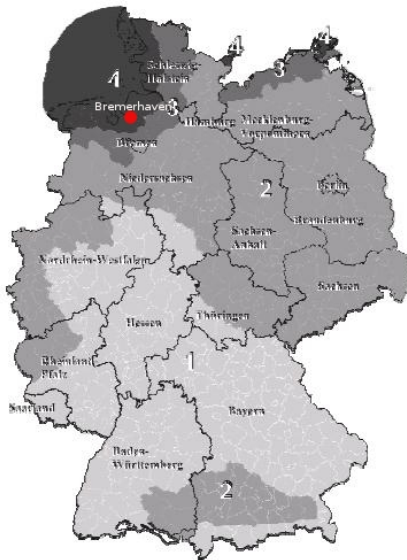 4
3
4
Schleswig-
Holstein
4
Bremerhaven
3
Hamburg
Mecklenburg-
Vorpommern
Bremen
Niedersachsen
2
Berlin
Brandenburg
Sachsen-
Anhalt
Nordrhein-Westfalen
Sachsen
Hessen
Thüringen
Rheinland
Pfalz
1
Saarland
Bayern
Baden-
Württemberg
2